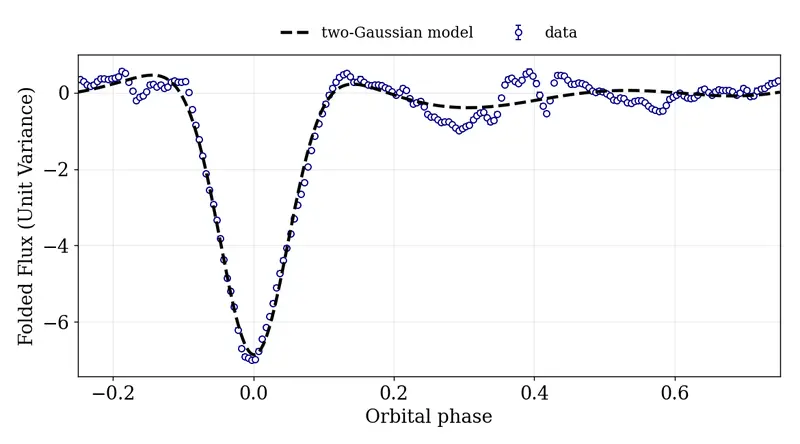 two-Gaussian model data
0
−2
−4
−6
Folded Flux (Unit Variance)
−0.2 0.0 0.2 0.4 0.6
Orbital phase